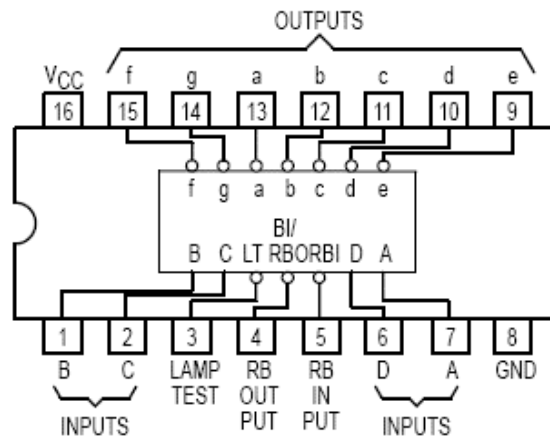 OUTPUTS
VCC f g a b c d e
16 15 14 13 12 11 10 9
f g a b c d e
BI/
B C LT RBO RBI D A
1 2 3 4 5 6 7 8
B C LAMP RB RB D A GND
TEST OUT IN
PUT PUT
INPUTS INPUTS